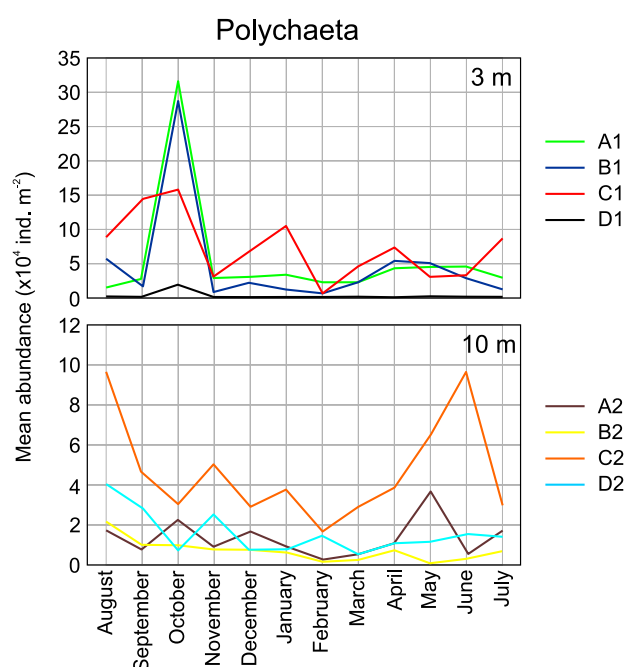 Polychaeta
Mean abundance (x10⁴ ind. m⁻²)
35
30
25
20
15
10
5
0
3 m
A1
B1
C1
D1
12
10
8
6
4
2
0
10 m
A2
B2
C2
D2
August
September
October
November
December
January
February
March
April
May
June
July